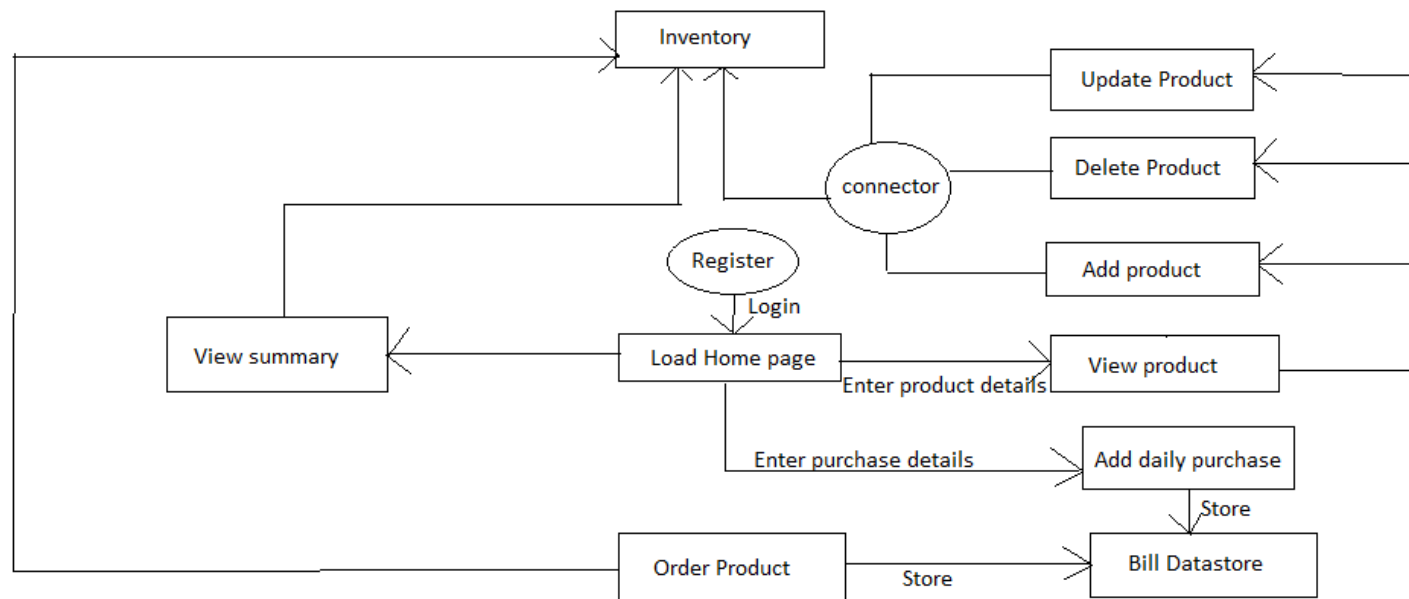 Inventory
Update Product
Delete Product
connector
Register
Add product
Login
View summary
Load Home page
View product
Enter product details
Enter purchase details
Add daily purchase
Store
Order Product
Store
Bill Datastore